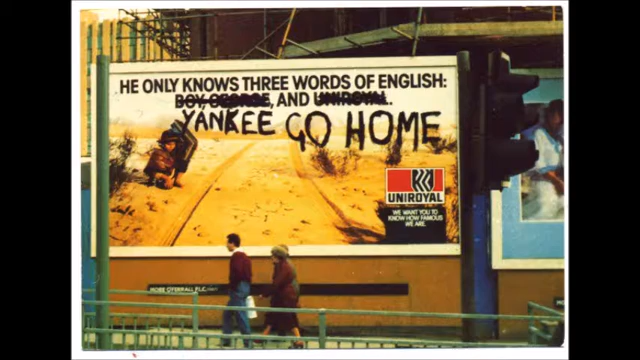 HE ONLY KNOWS THREE WORDS OF ENGLISH:
BOY GEORGE, AND UNIROYAL.
YANKEE GO HOME
UNIROYAL
WE WANT YOU TO
KNOW HOW FAMOUS
WE ARE.